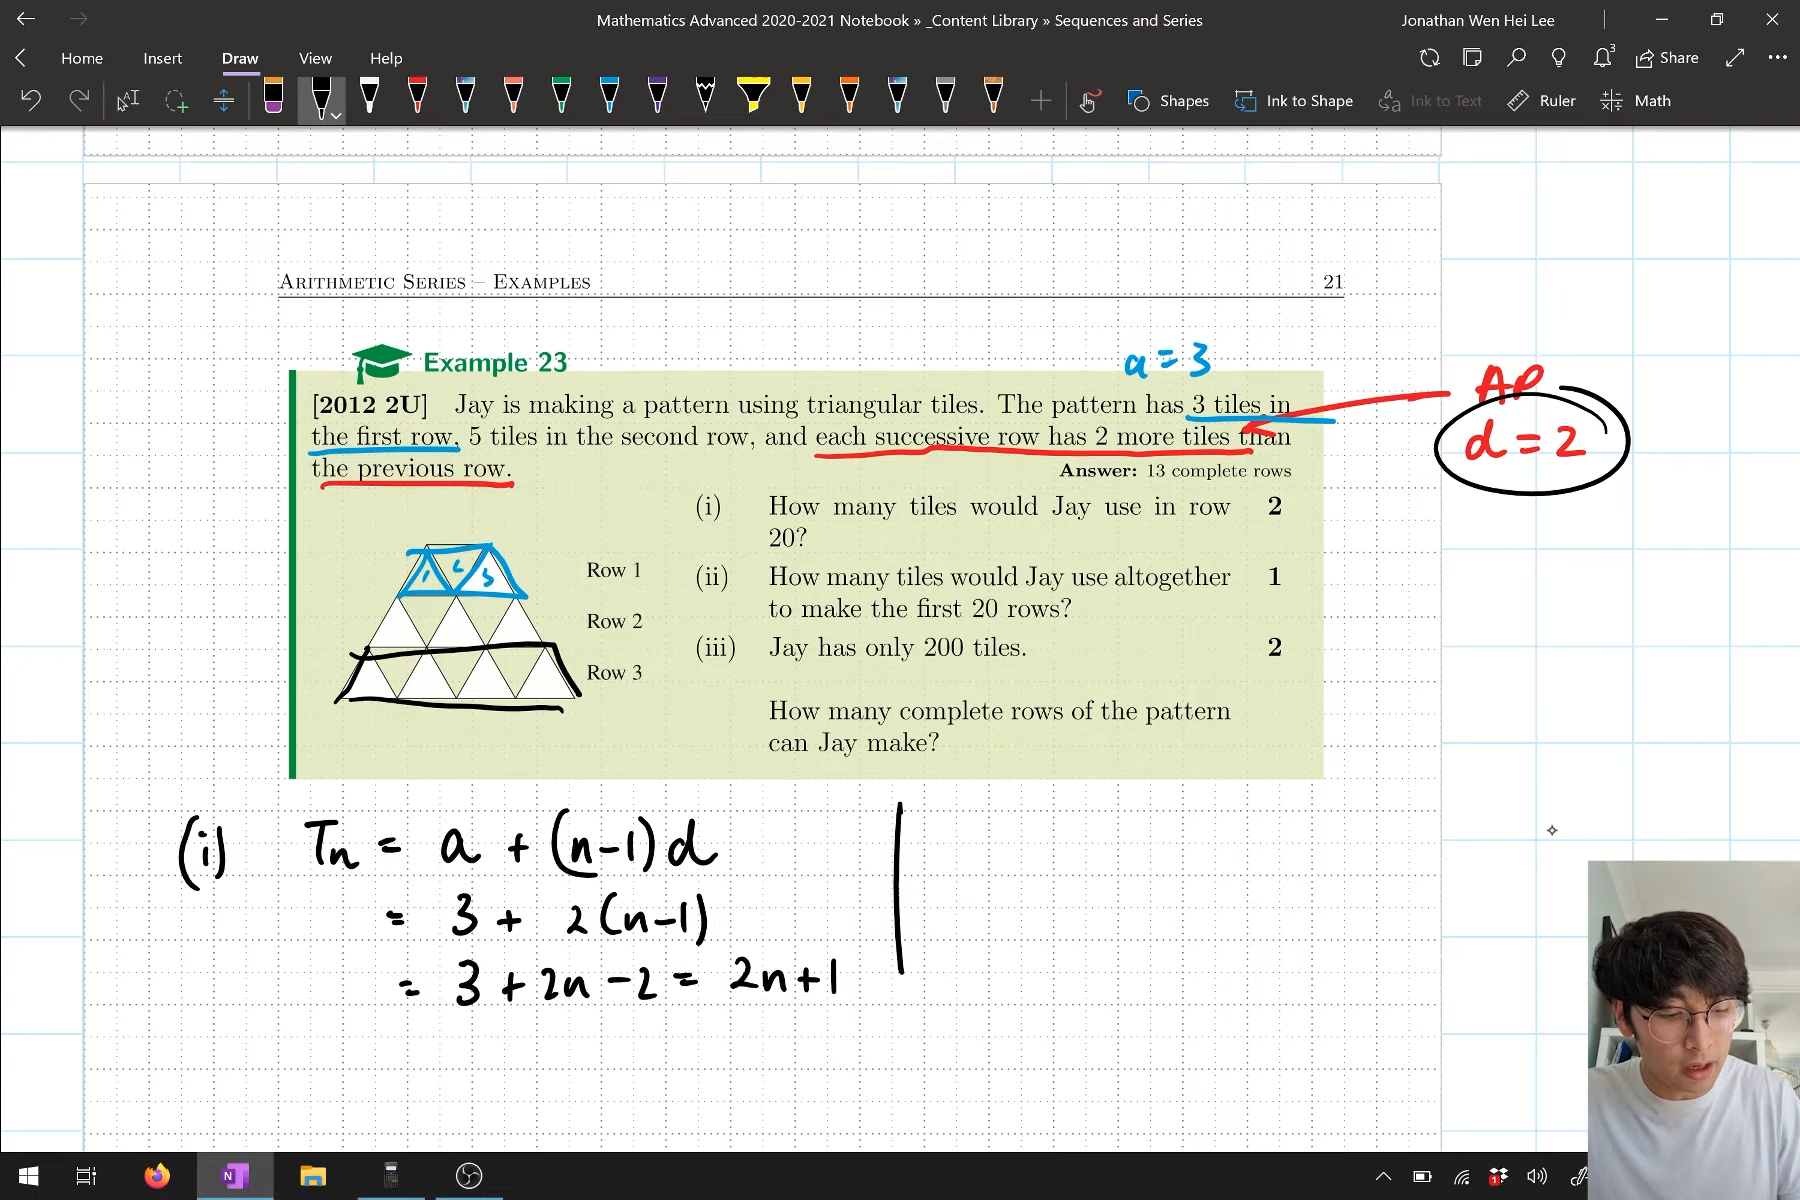 Mathematics Advanced 2020-2021 Notebook » _Content Library » Sequences and Series
Jonathan Wen Hei Lee
Home Insert Draw View Help
3
Share
Shapes
Ink to Shape
Ink to Text
Ruler
Math
Arithmetic Series – Examples 21
Example 23
a = 3
[2012 2U] Jay is making a pattern using triangular tiles. The pattern has 3 tiles in
the first row, 5 tiles in the second row, and each successive row has 2 more tiles than
the previous row.
Answer: 13 complete rows
AP
d = 2
(i) How many tiles would Jay use in row 2
20?
(ii) How many tiles would Jay use altogether 1
to make the first 20 rows?
(iii) Jay has only 200 tiles. 2
How many complete rows of the pattern
can Jay make?
1 2 3
Row 1
Row 2
Row 3
(i) Tn = a + (n-1)d
= 3 + 2(n-1)
= 3 + 2n - 2 = 2n+1
N
1